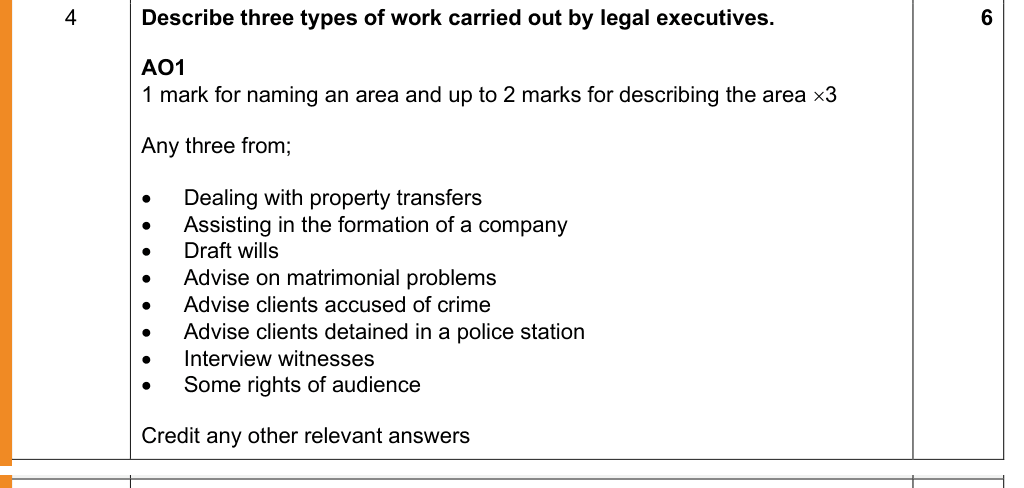 4 Describe three types of work carried out by legal executives. 6
AO1
1 mark for naming an area and up to 2 marks for describing the area ×3
Any three from;
• Dealing with property transfers
• Assisting in the formation of a company
• Draft wills
• Advise on matrimonial problems
• Advise clients accused of crime
• Advise clients detained in a police station
• Interview witnesses
• Some rights of audience
Credit any other relevant answers